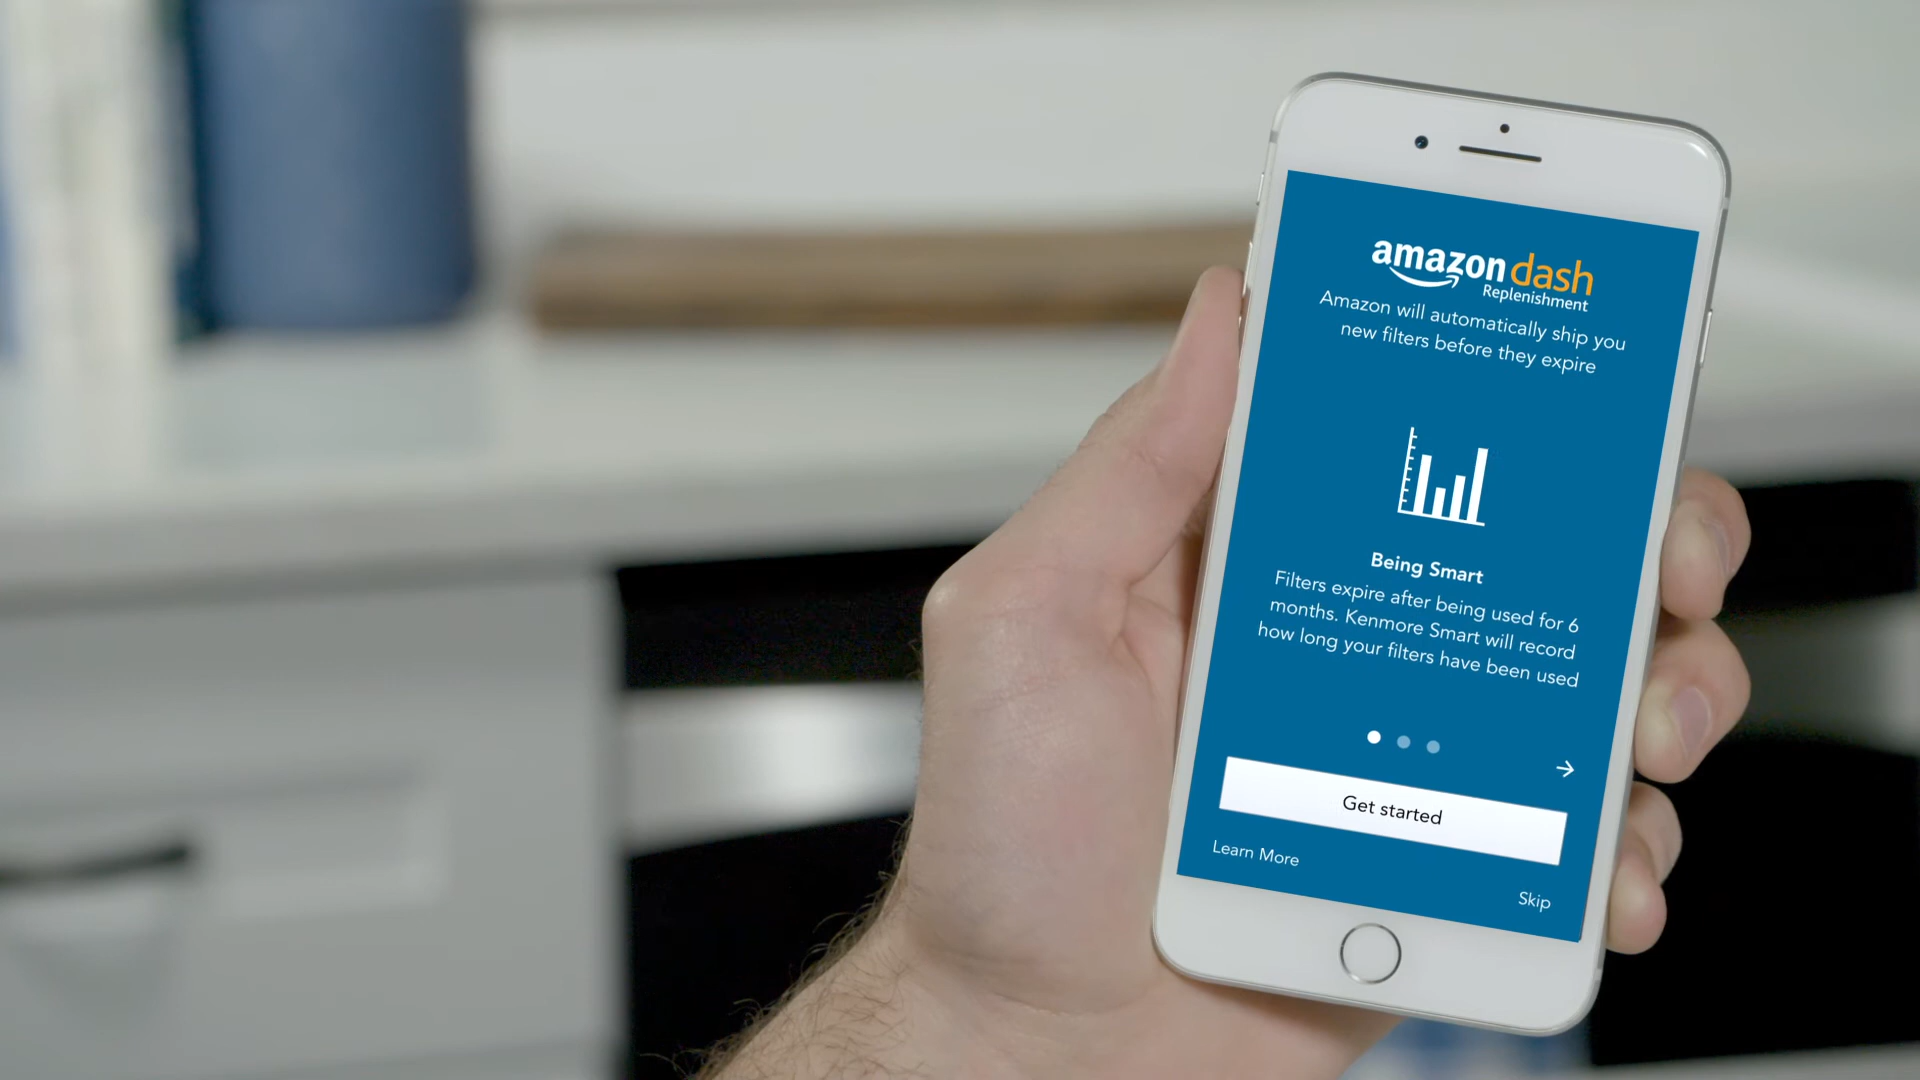 amazon dash
Replenishment
Amazon will automatically ship you
new filters before they expire
Being Smart
Filters expire after being used for 6
months. Kenmore Smart will record
how long your filters have been used
Get started
Learn More
Skip